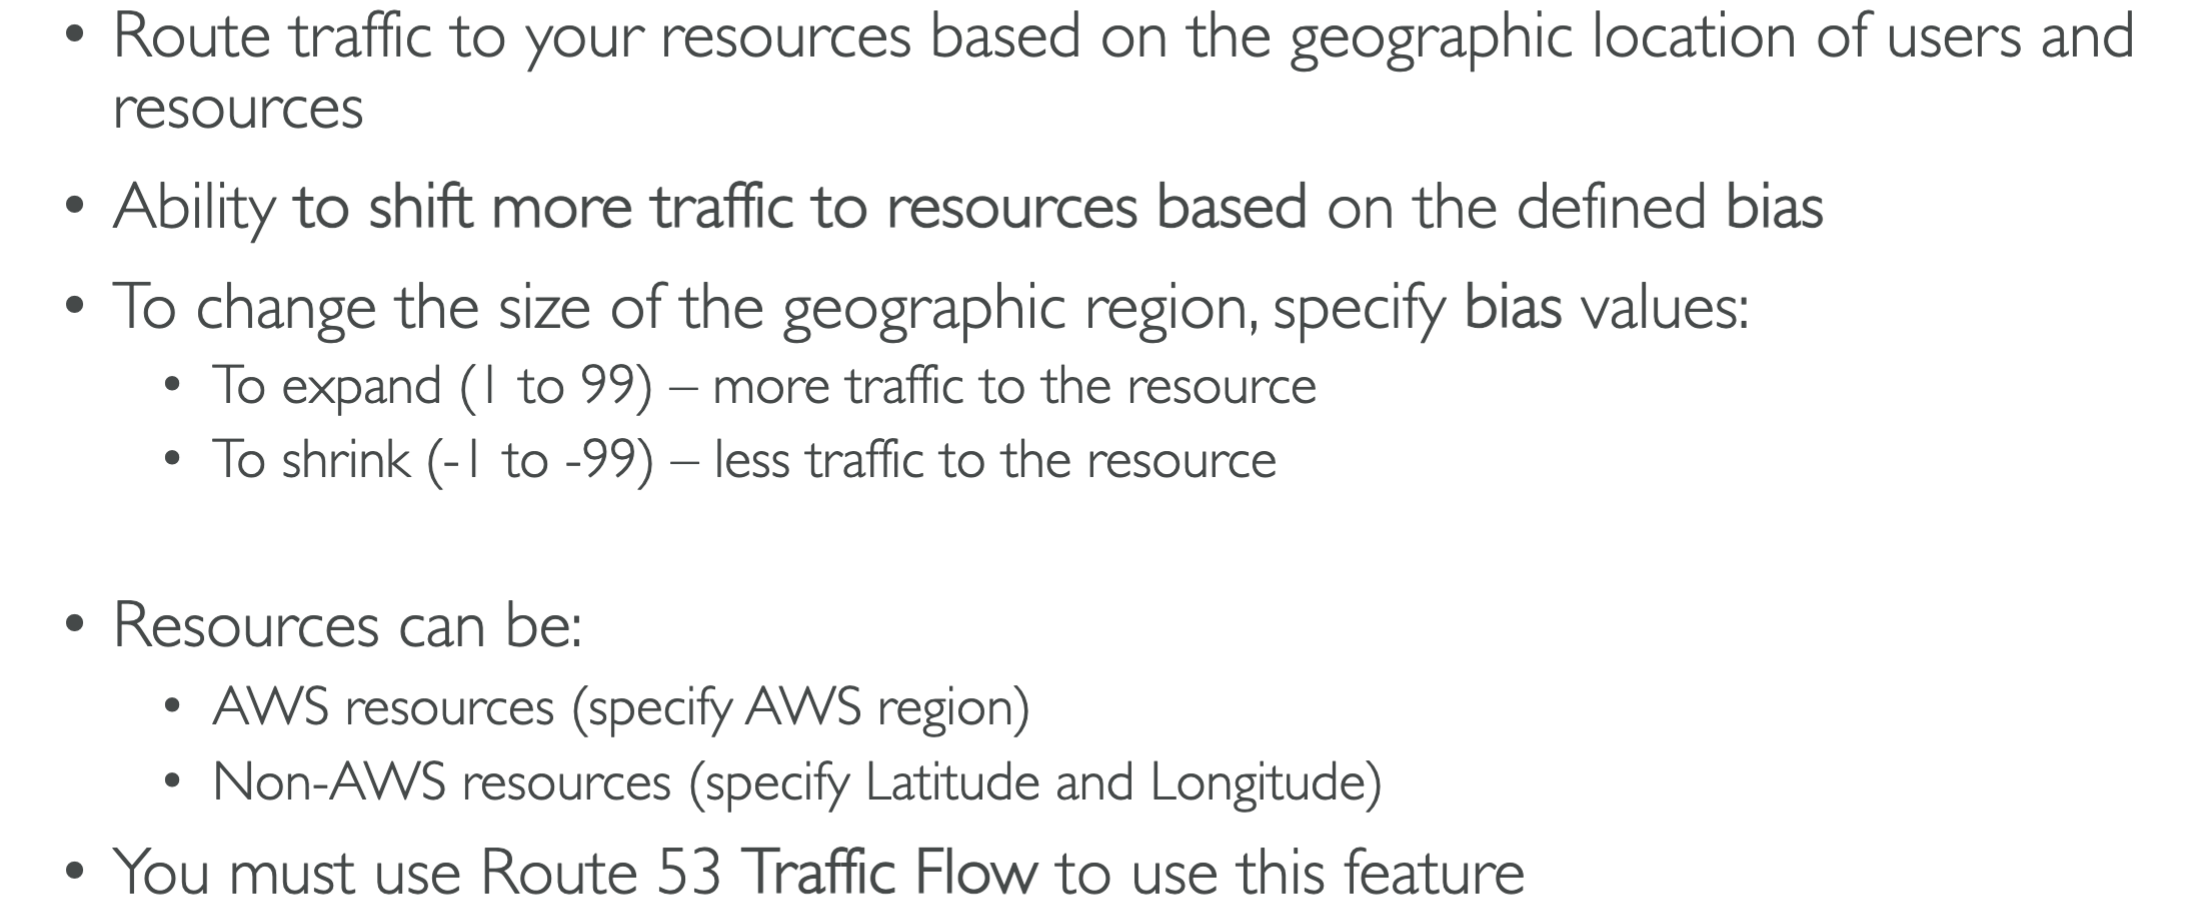 • Route traffic to your resources based on the geographic location of users and
resources
• Ability to shift more traffic to resources based on the defined bias
• To change the size of the geographic region, specify bias values:
• To expand (1 to 99) – more traffic to the resource
• To shrink (-1 to -99) – less traffic to the resource
• Resources can be:
• AWS resources (specify AWS region)
• Non-AWS resources (specify Latitude and Longitude)
• You must use Route 53 Traffic Flow to use this feature